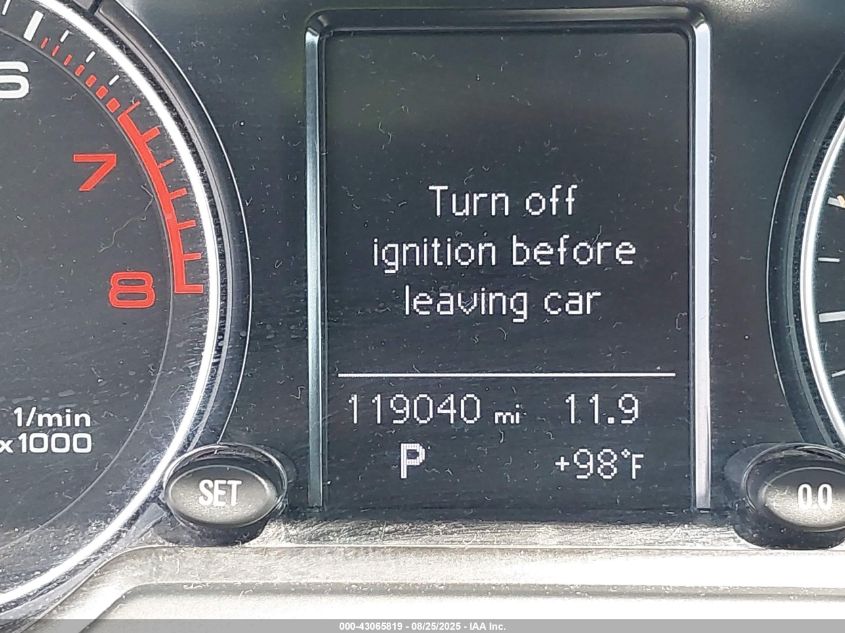 6
7
8
1/min
x1000
Turn off
ignition before
leaving car
119040 mi 11.9
P +98°F
SET
0.0
000-43065819 - 08/25/2025 - IAA Inc.